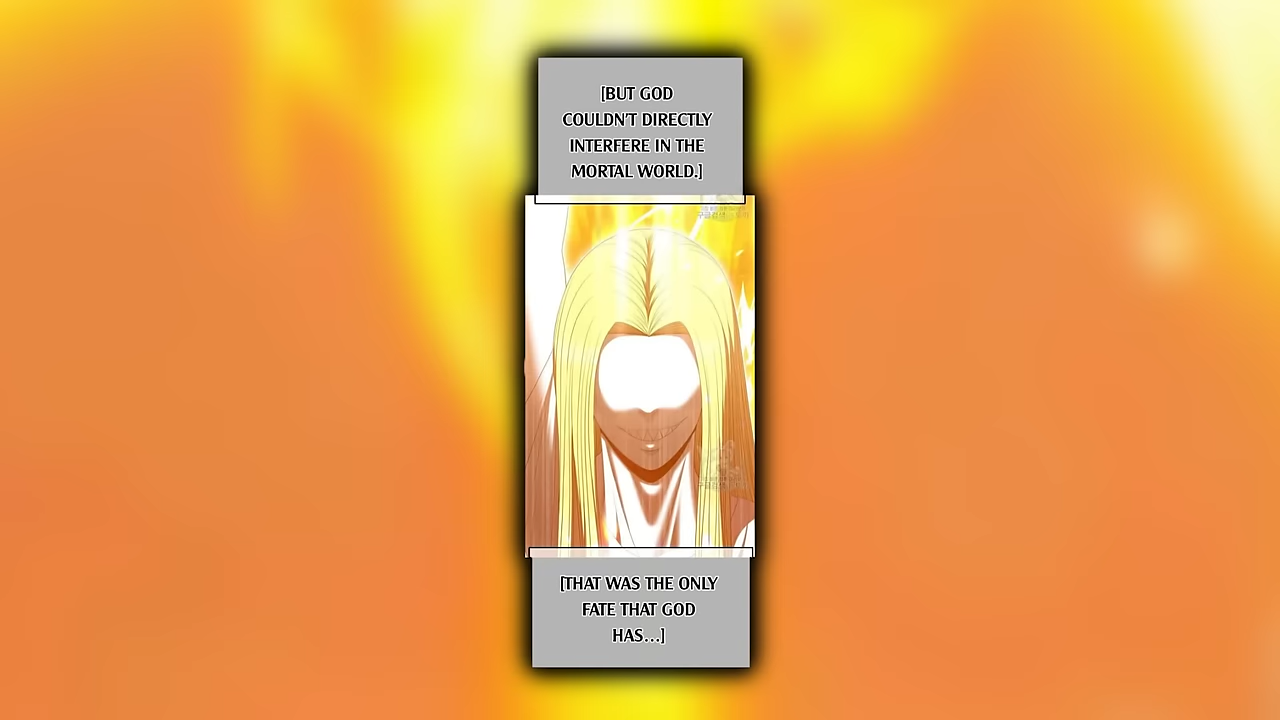 [BUT GOD
COULDN'T DIRECTLY
INTERFERE IN THE
MORTAL WORLD.]
[THAT WAS THE ONLY
FATE THAT GOD
HAS...]